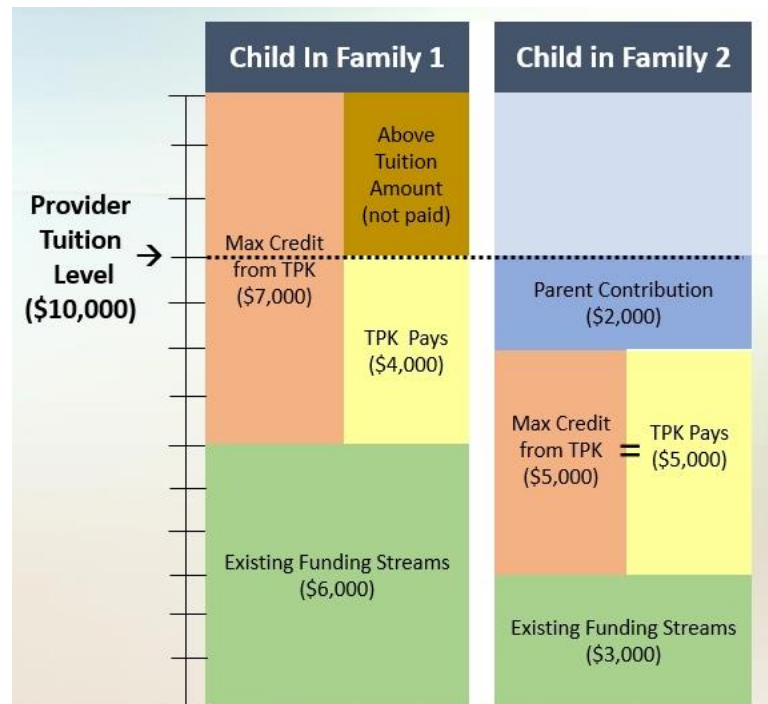 Child In Family 1
Child in Family 2
Provider
Tuition
Level
($10,000)
→
Max Credit
from TPK
($7,000)
Above
Tuition
Amount
(not paid)
TPK Pays
($4,000)
Existing Funding Streams
($6,000)
Parent Contribution
($2,000)
Max Credit
from TPK
($5,000)
=
TPK Pays
($5,000)
Existing Funding Streams
($3,000)